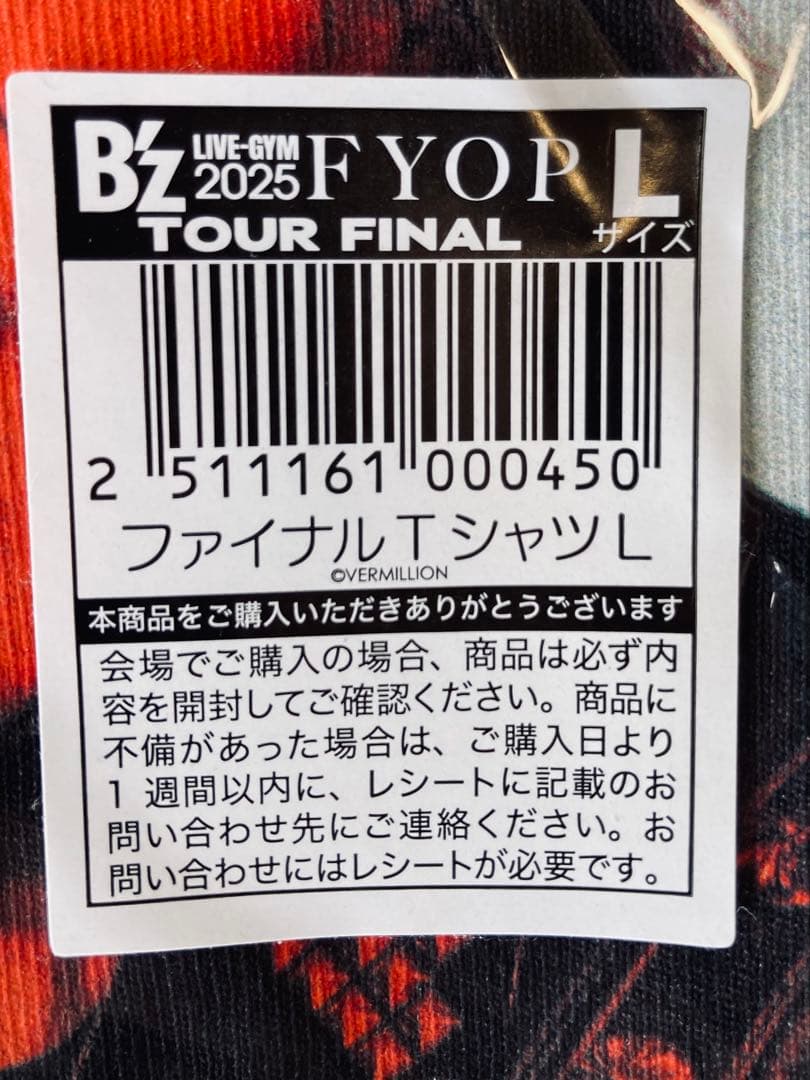 B'z LIVE-GYM 2025 FYOP L
TOUR FINAL サイズ
2 511161 000450
ファイナルTシャツL
©VERMILLION
本商品をご購入いただきありがとうございます
会場でご購入の場合、商品は必ず内
容を開封してご確認ください。商品に
不備があった場合は、ご購入日より
1 週間以内に、レシートに記載のお
問い合わせ先にご連絡ください。お
問い合わせにはレシートが必要です。